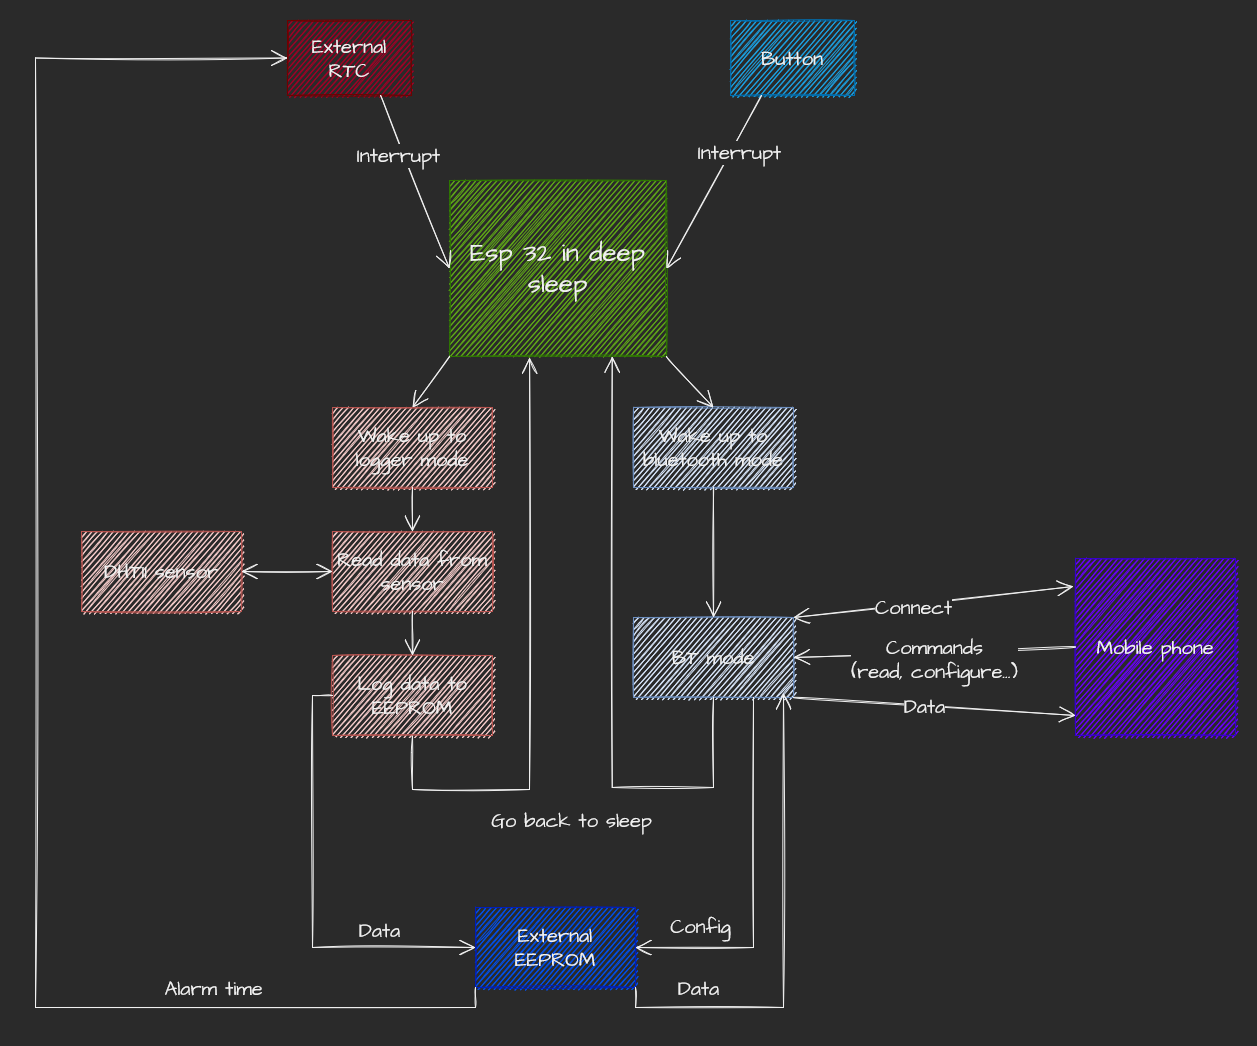 External
RTC
Button
Interrupt
Interrupt
Esp 32 in deep
sleep
Wake up to
logger mode
Wake up to
bluetooth mode
DHT11 sensor
Read data from
sensor
Connect
Commands
(read, configure...)
Mobile phone
BT mode
Log data to
EEPROM
Data
Go back to sleep
Data
External
EEPROM
Config
Alarm time
Data